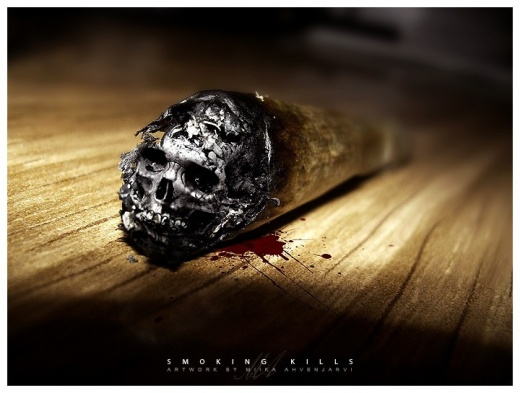 SMOKING KILLS
ARTWORK BY MIIKA AHVENJARVI